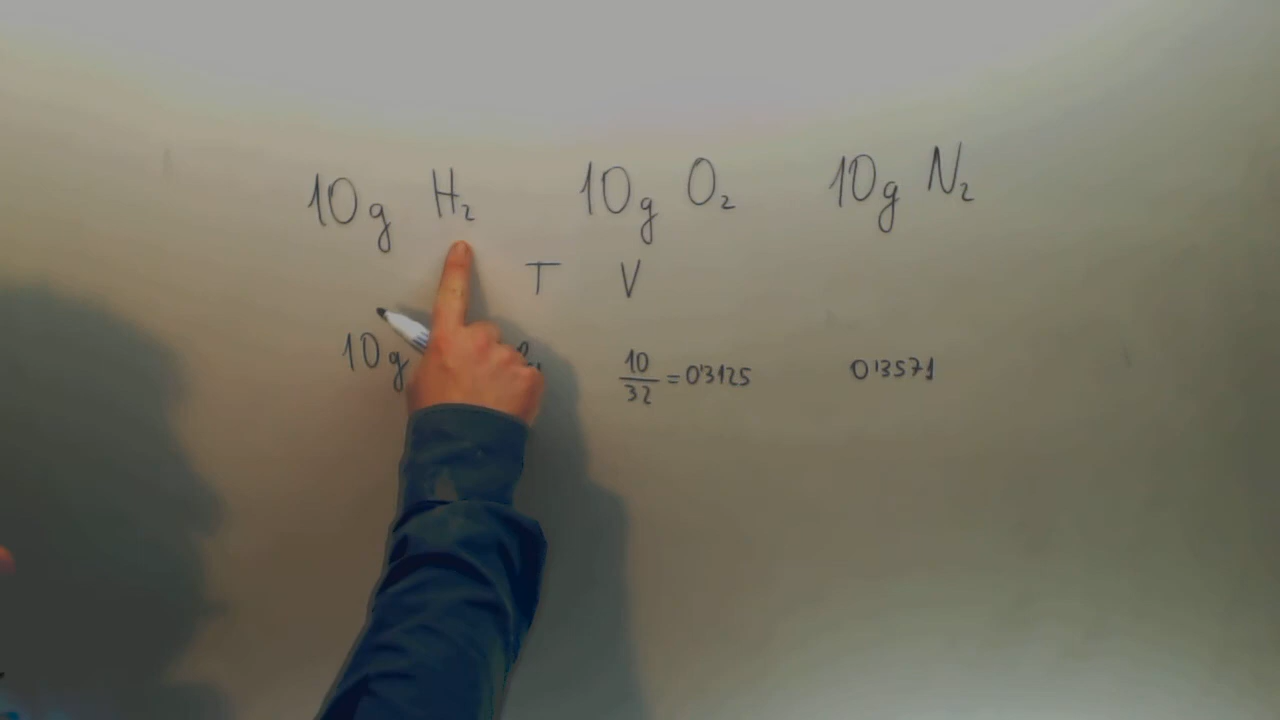 10g H₂ 10g O₂ 10g N₂
T V
10g 10/32 = 0'3125 0'3571